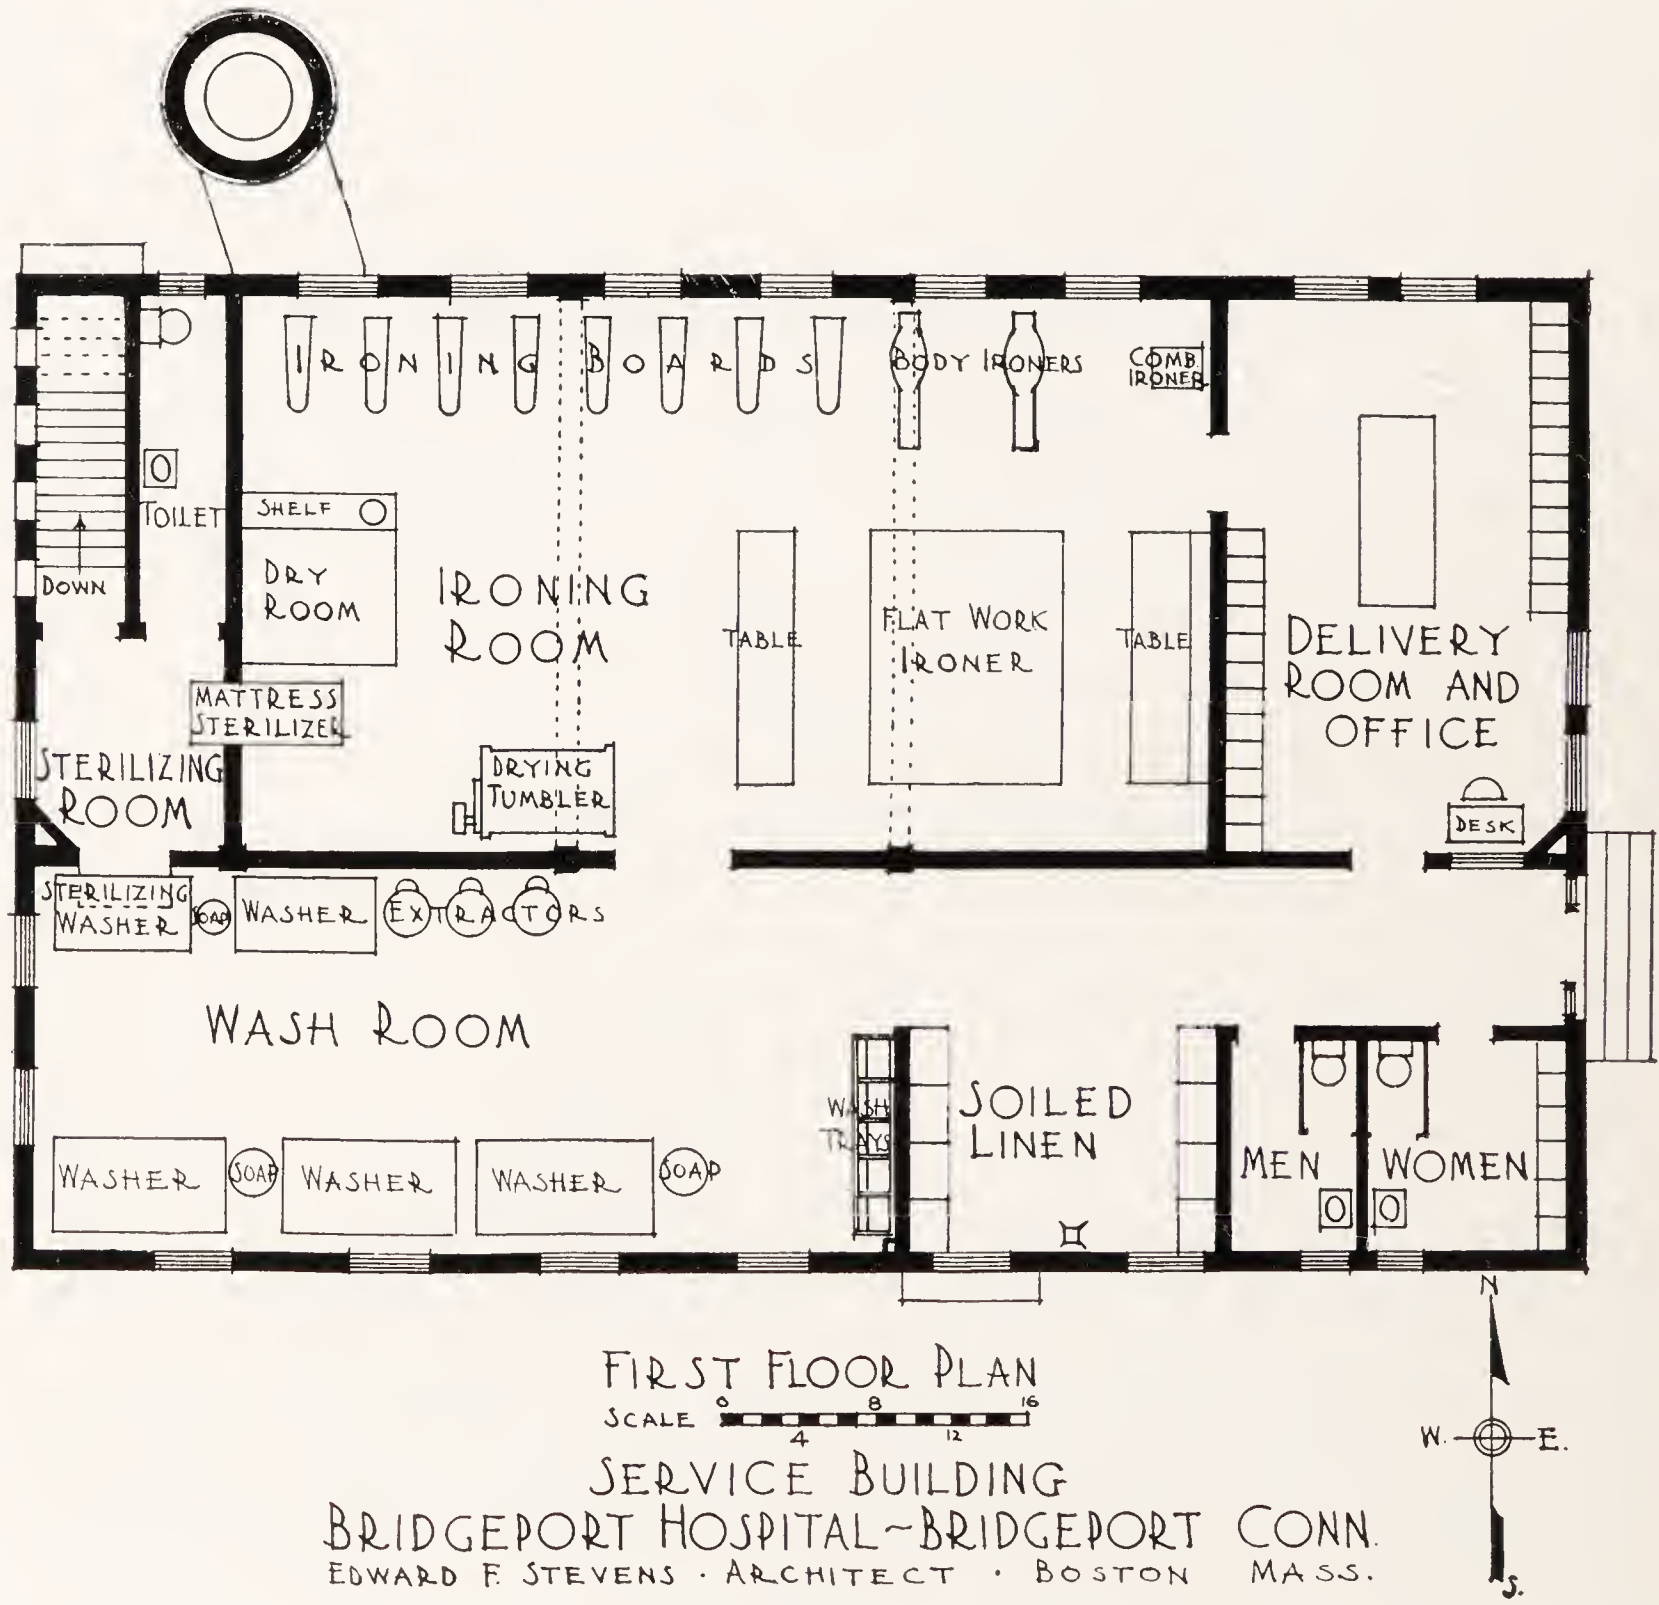 IRONING BOARDS
BODY IRONERS
COMB.
IRONER
TOILET
SHELF
DOWN
DRY
ROOM
IRONING
ROOM
TABLE
FLAT WORK
IRONER
TABLE
DELIVERY
ROOM AND
OFFICE
MATTRESS
STERILIZER
STERILIZING
ROOM
DRYING
TUMBLER
DESK
STERILIZING
WASHER
SOAP
WASHER
EXTRACTORS
WASH ROOM
WASH
TRAYS
SOILED
LINEN
MEN
WOMEN
WASHER
SOAP
WASHER
WASHER
SOAP
N
FIRST FLOOR PLAN
0 8 16
SCALE
4 12
W. E.
SERVICE BUILDING
BRIDGEPORT HOSPITAL~BRIDGEPORT CONN.
EDWARD F. STEVENS · ARCHITECT · BOSTON MASS.
S.